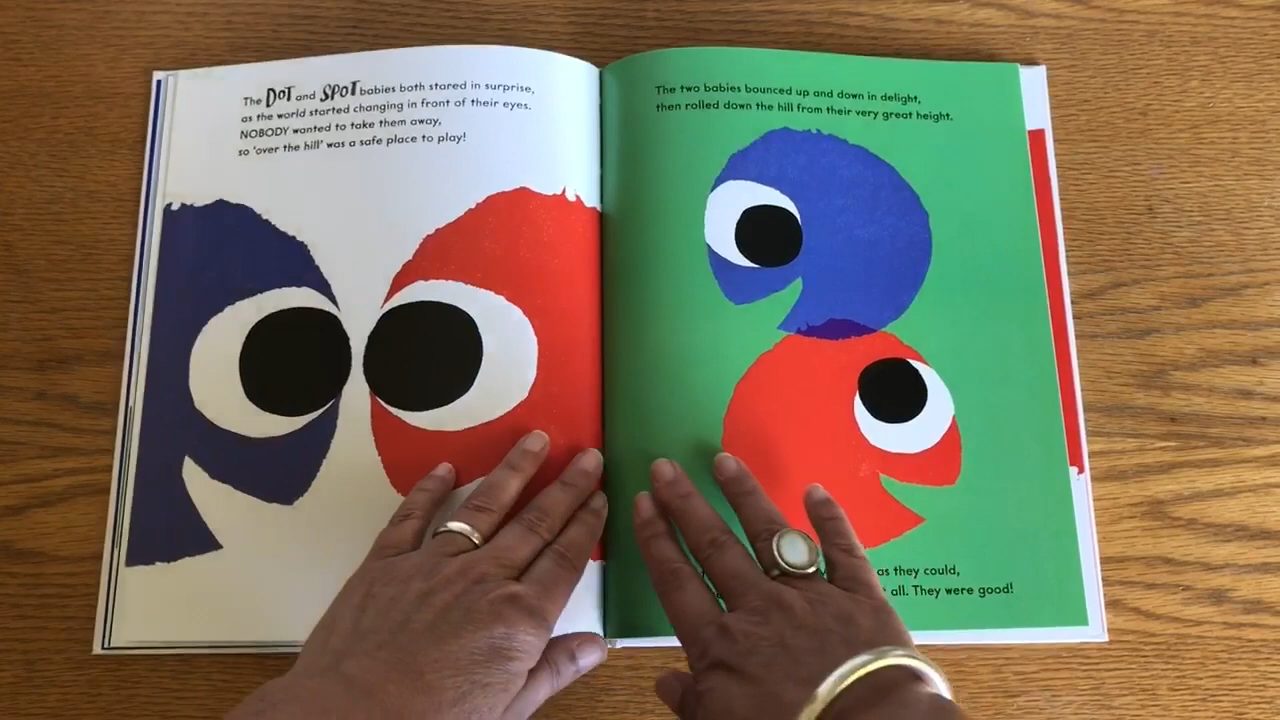 The DOT and SPOT babies both stared in surprise,
as the world started changing in front of their eyes.
NOBODY wanted to take them away,
so ‘over the hill’ was a safe place to play!
The two babies bounced up and down in delight,
then rolled down the hill from their very great height.
as they could,
all. They were good!